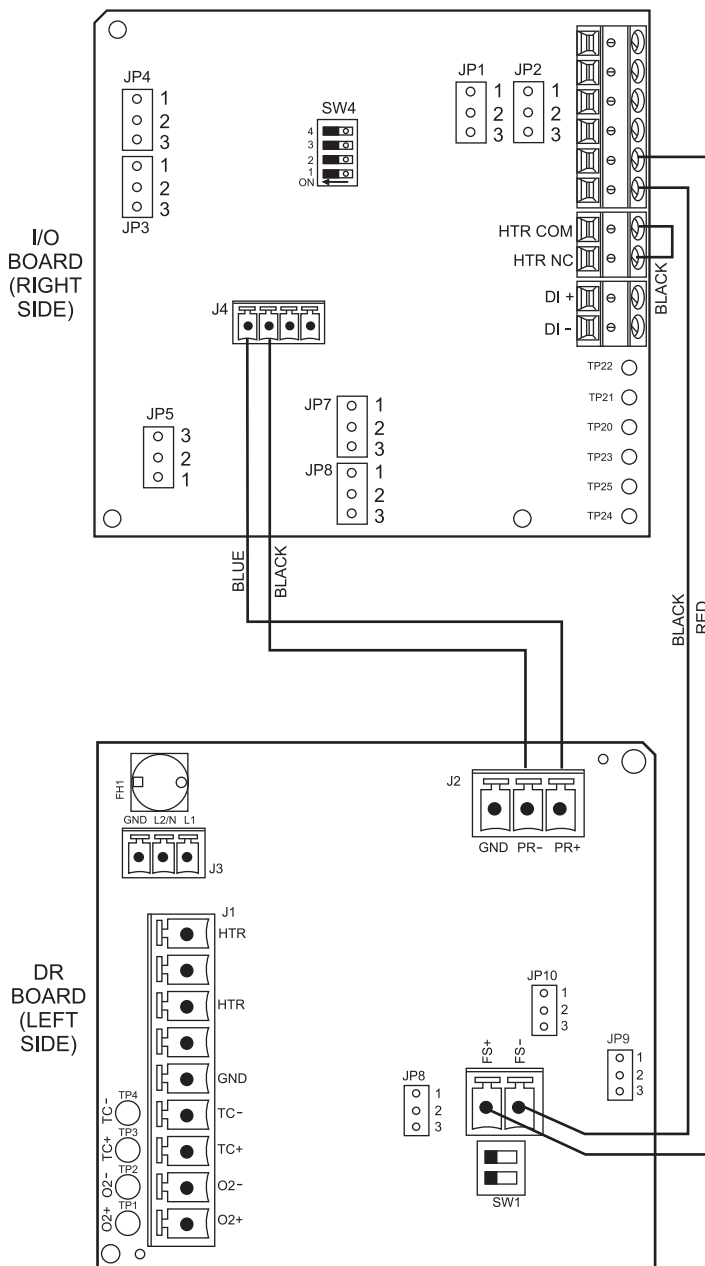 JP4
1
2
3
1
2
3
JP3
SW4
4
3
2
1
ON
JP1
1
2
3
JP2
1
2
3
I/O
BOARD
(RIGHT
SIDE)
HTR COM
HTR NC
BLACK
DI +
DI -
J4
TP22
TP21
TP20
TP23
TP25
TP24
JP5
3
2
1
JP7
1
2
3
JP8
1
2
3
BLUE
BLACK
BLACK
RED
FH1
GND L2/N L1
J3
J2
GND PR- PR+
J1
HTR
HTR
GND
TC-
TC+
O2-
O2+
DR
BOARD
(LEFT
SIDE)
TC- TP4
TC+ TP3
O2- TP2
O2+ TP1
JP10
1
2
3
JP9
1
2
3
JP8
1
2
3
FS+
FS-
SW1